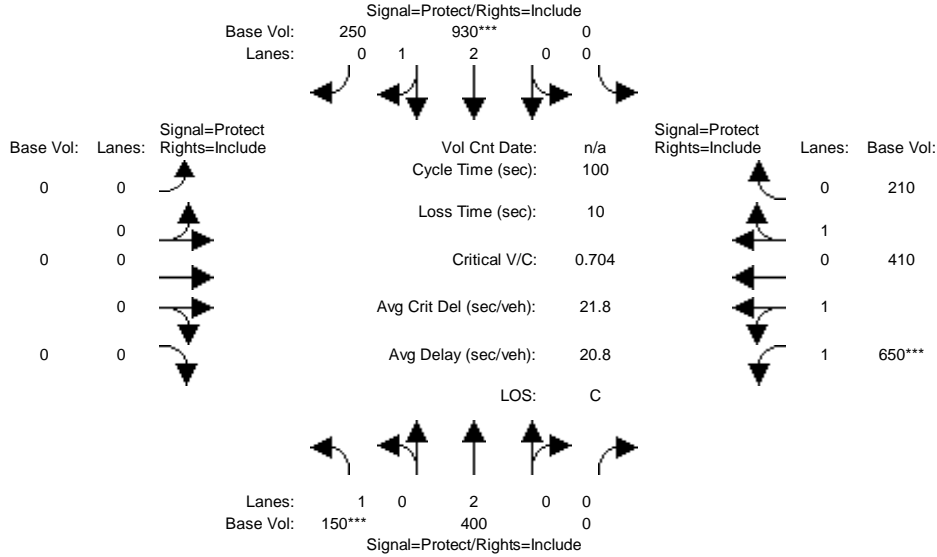 Signal=Protect/Rights=Include
Base Vol: 250 930*** 0
Lanes: 0 1 2 0 0
Signal=Protect Signal=Protect
Base Vol: Lanes: Rights=Include Vol Cnt Date: n/a Rights=Include Lanes: Base Vol:
Cycle Time (sec): 100
0 0 0 210
Loss Time (sec): 10
0 1
0 0 Critical V/C: 0.704 0 410
0 Avg Crit Del (sec/veh): 21.8 1
0 0 Avg Delay (sec/veh): 20.8 1 650***
LOS: C
Lanes: 1 0 2 0 0
Base Vol: 150*** 400 0
Signal=Protect/Rights=Include